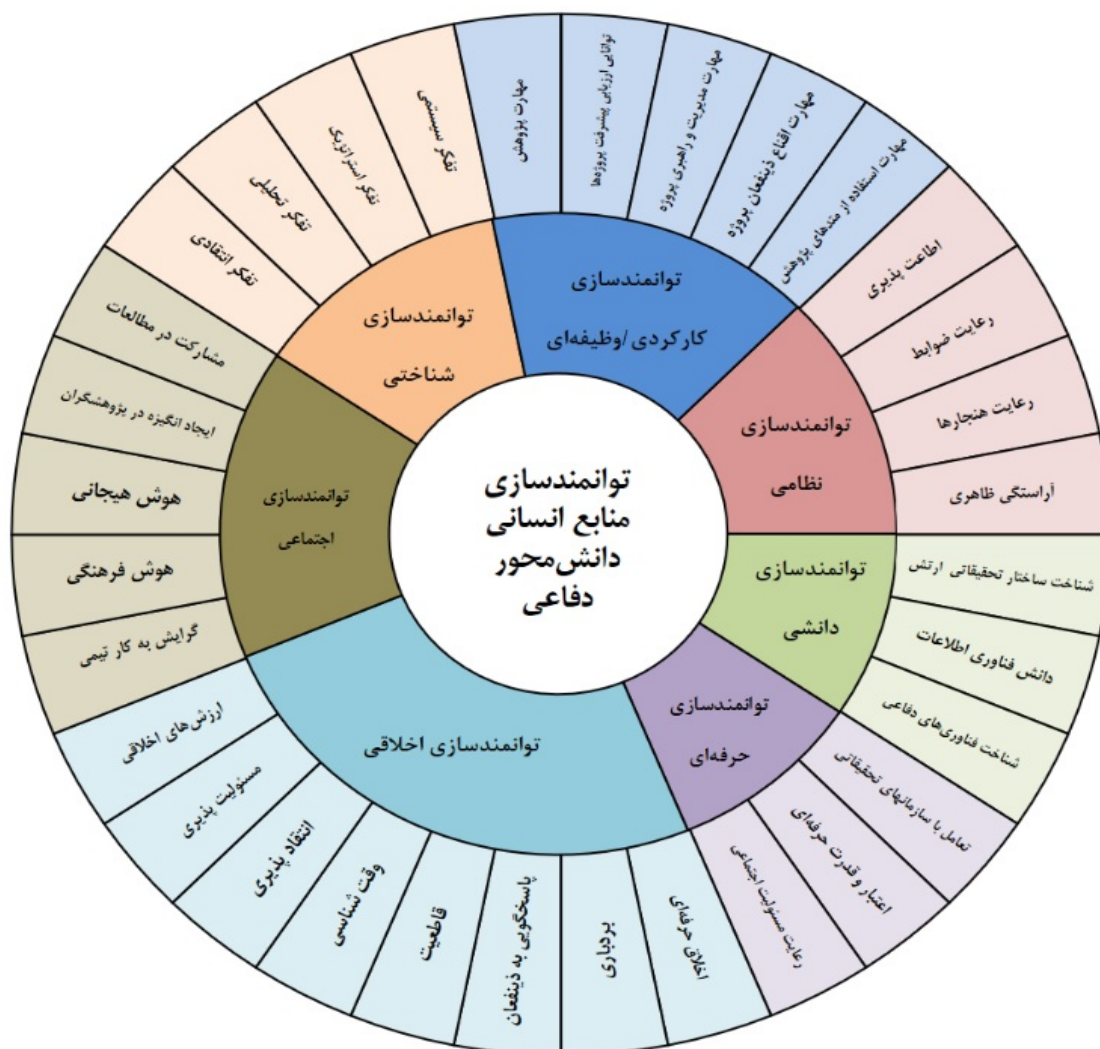 توانمندسازی
منابع انسانی
دانش‌محور
دفاعی
توانمندسازی
کارکردی /وظیفه‌ای
مهارت پژوهش
توانایی ارزیابی پیشرفت پروژه‌ها
مهارت مدیریت و راهبری پروژه
مهارت اقناع ذینفعان پروژه
مهارت استفاده از متدهای پژوهش
توانمندسازی
نظامی
اطاعت پذیری
رعایت ضوابط
رعایت هنجارها
آراستگی ظاهری
توانمندسازی
دانشی
شناخت ساختار تحقیقاتی ارتش
دانش فناوری اطلاعات
شناخت فناوری‌های دفاعی
توانمندسازی
حرفه‌ای
تعامل با سازمانهای تحقیقاتی
اعتبار و قدرت حرفه‌ای
رعایت مسئولیت اجتماعی
توانمندسازی اخلاقی
اخلاق حرفه‌ای
بردباری
پاسخگویی به ذینفعان
قاطعیت
وقت شناسی
انتقاد پذیری
مسئولیت پذیری
ارزش‌های اخلاقی
توانمندسازی
اجتماعی
گرایش به کار تیمی
هوش فرهنگی
هوش هیجانی
ایجاد انگیزه در پژوهشگران
مشارکت در مطالعات
توانمندسازی
شناختی
تفکر انتقادی
تفکر تحلیلی
تفکر استراتژیک
تفکر سیستمی